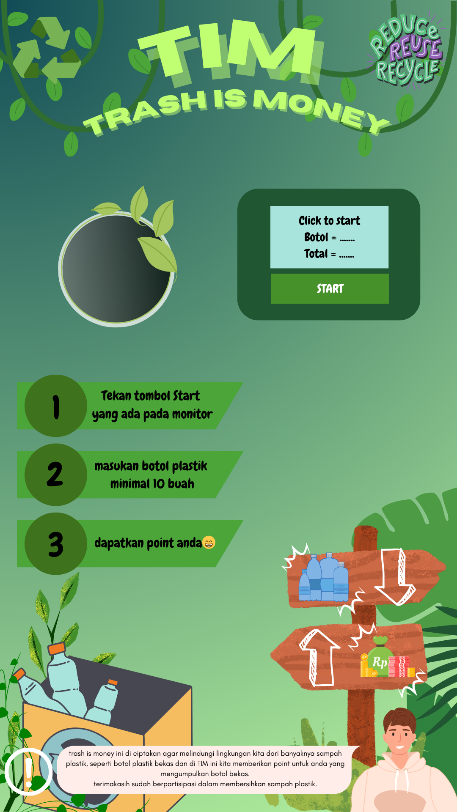 TIM
TRASH IS MONEY
REDUCE
REUSE
RECYCLE
Click to start
Botol = .......
Total = .......
START
1
Tekan tombol Start
yang ada pada monitor
2
masukan botol plastik
minimal 10 buah
3
dapatkan point anda😄
Rp
!
trash is money ini di ciptakan agar melindungi lingkungan kita dari banyaknya sampah
plastik, seperti botol plastik bekas dan di TIM ini kita memberikan point untuk anda yang
mengumpulkan botol bekas.
terimakasih sudah berpartisipasi dalam membersihkan sampah plastik.